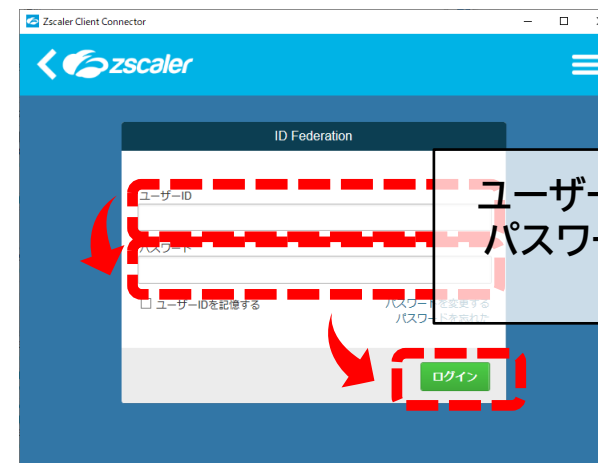 Zscaler Client Connector
zscaler
ID Federation
ユーザーID
パスワード
ユーザーIDを記憶する
パスワードを変更する
パスワードを忘れた
ログイン
ユーザー
パスワー